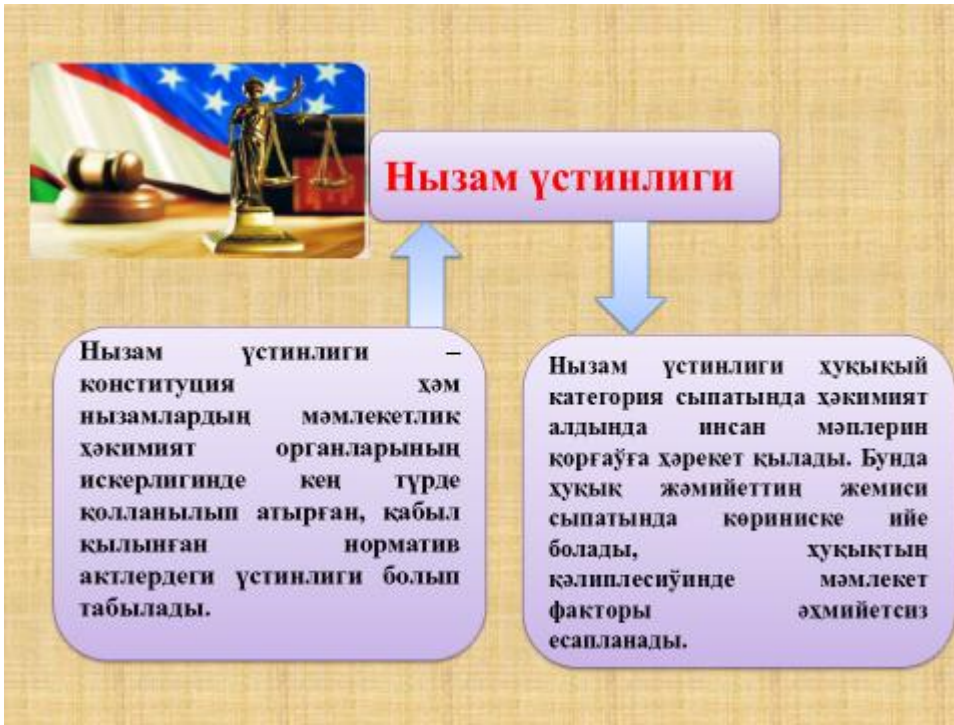 Нызам үстинлиги
Нызам үстинлиги –
конституция ҳәм
нызамлардың мәмлекетлик
ҳәкимият органларының
искерлигинде кең түрде
қолланылып атырған, қабыл
қылынған норматив
актлердеги үстинлиги болып
табылады.
Нызам үстинлиги ҳуқықый
категория сыпатында ҳәкимият
алдында инсан мәплерин
қорғаўға ҳәрекет қылады. Бунда
ҳуқық жәмийеттиң жемиси
сыпатында көриниске ийе
болады, ҳуқықтың
қәлиплесиўинде мәмлекет
факторы әҳмийетсиз
есапланады.